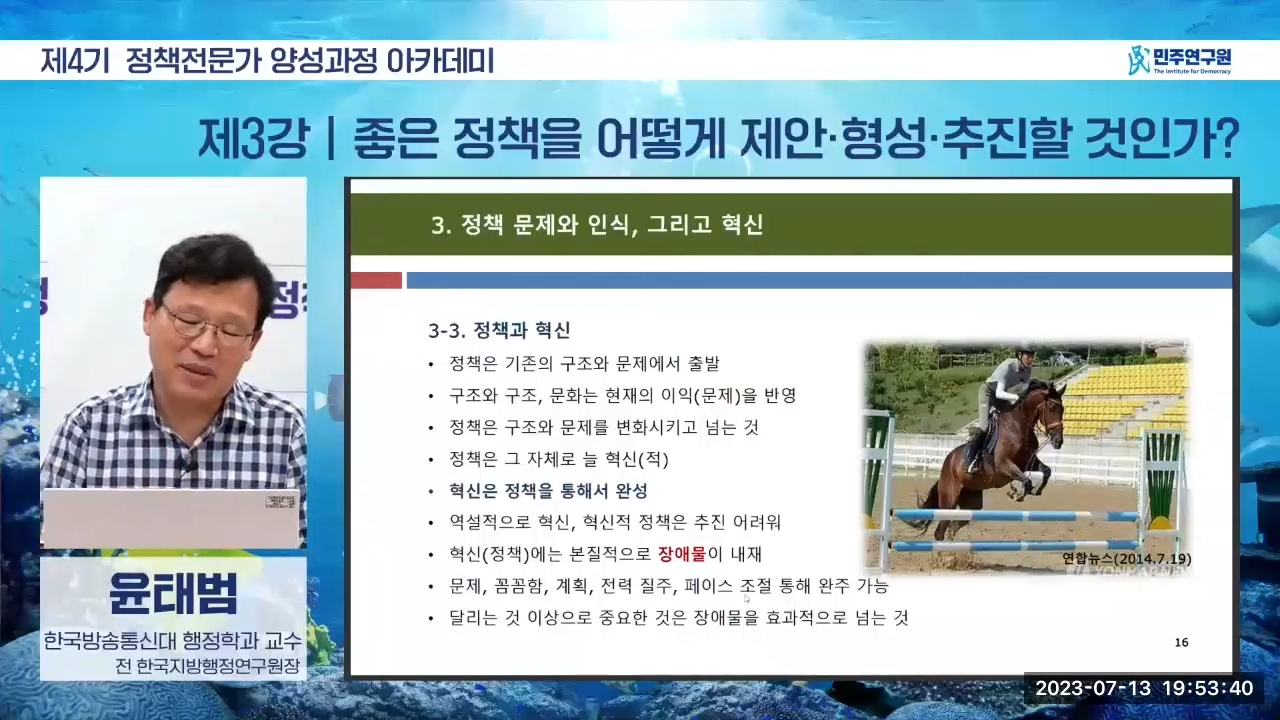 제4기 정책전문가 양성과정 아카데미
민주연구원
The Institute for Democracy
제3강 | 좋은 정책을 어떻게 제안·형성·추진할 것인가?
3. 정책 문제와 인식, 그리고 혁신
3-3. 정책과 혁신
• 정책은 기존의 구조와 문제에서 출발
• 구조와 구조, 문화는 현재의 이익(문제)을 반영
• 정책은 구조와 문제를 변화시키고 넘는 것
• 정책은 그 자체로 늘 혁신(적)
• 혁신은 정책을 통해서 완성
• 역설적으로 혁신, 혁신적 정책은 추진 어려워
• 혁신(정책)에는 본질적으로 장애물이 내재
• 문제, 꼼꼼함, 계획, 전력 질주, 페이스 조절 통해 완주 가능
• 달리는 것 이상으로 중요한 것은 장애물을 효과적으로 넘는 것
연합뉴스(2014.7.19)
16
윤태범
한국방송통신대 행정학과 교수
전 한국지방행정연구원장
2023-07-13 19:53:40